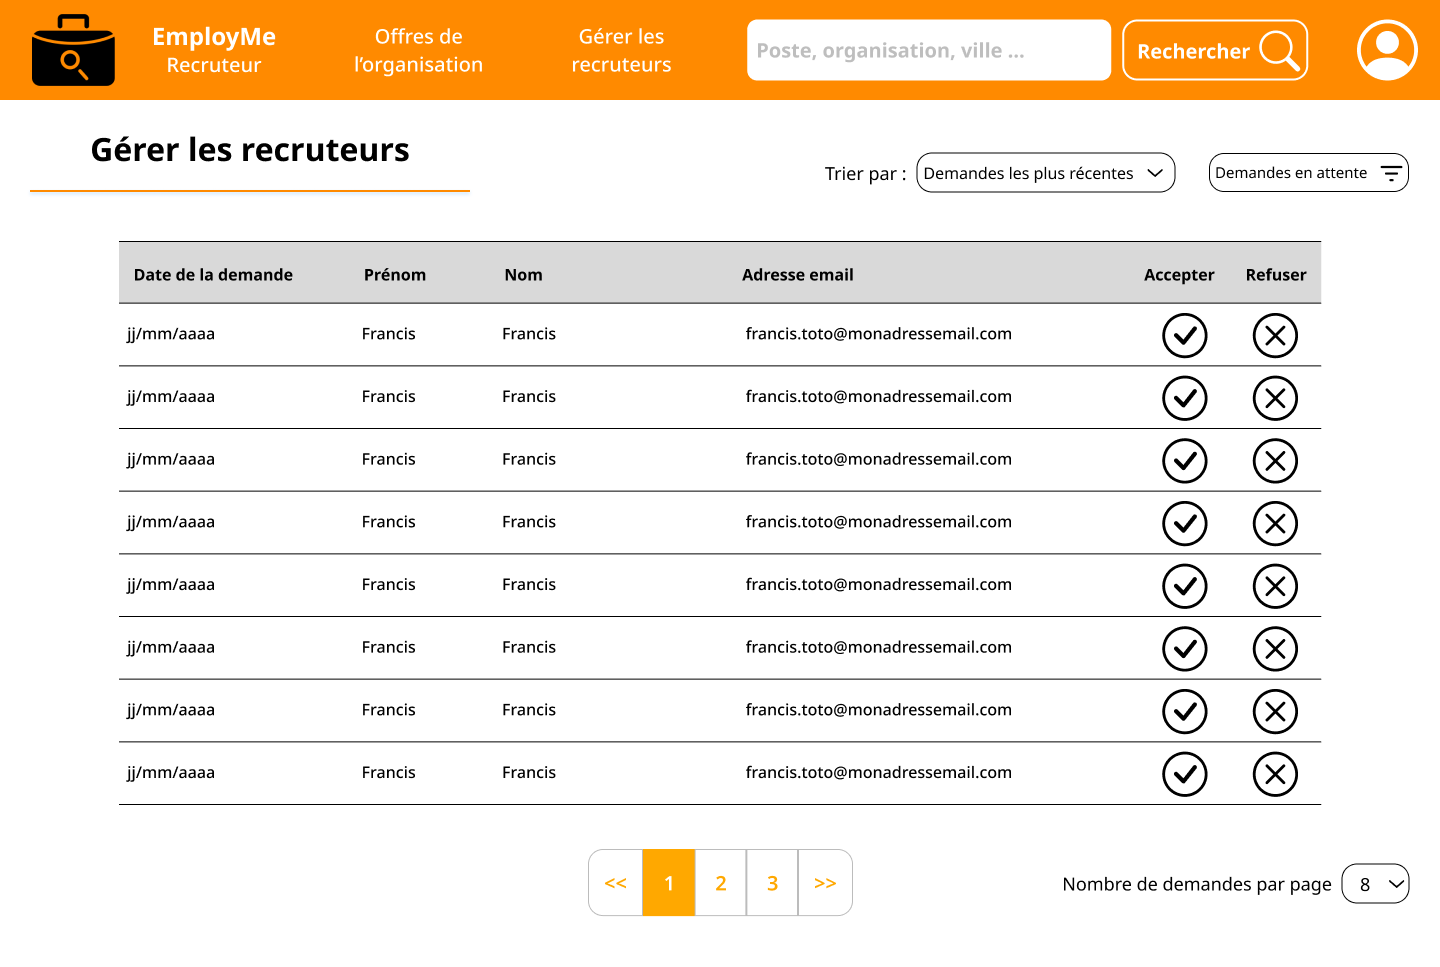 EmployMe
Recruteur
Offres de
l'organisation
Gérer les
recruteurs
Poste, organisation, ville ...
Rechercher
Gérer les recruteurs
Trier par : Demandes les plus récentes
Demandes en attente
Date de la demande Prénom Nom Adresse email Accepter Refuser
jj/mm/aaaa Francis Francis francis.toto@monadressemail.com
jj/mm/aaaa Francis Francis francis.toto@monadressemail.com
jj/mm/aaaa Francis Francis francis.toto@monadressemail.com
jj/mm/aaaa Francis Francis francis.toto@monadressemail.com
jj/mm/aaaa Francis Francis francis.toto@monadressemail.com
jj/mm/aaaa Francis Francis francis.toto@monadressemail.com
jj/mm/aaaa Francis Francis francis.toto@monadressemail.com
jj/mm/aaaa Francis Francis francis.toto@monadressemail.com
<< 1 2 3 >>
Nombre de demandes par page 8